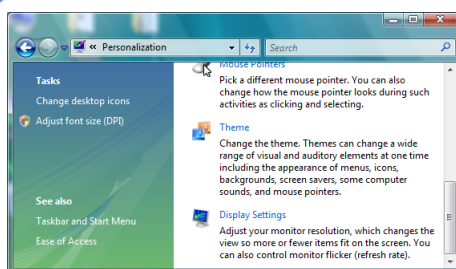 « Personalization
Search
Tasks
Change desktop icons
Adjust font size (DPI)
See also
Taskbar and Start Menu
Ease of Access
Mouse Pointers
Pick a different mouse pointer. You can also
change how the mouse pointer looks during such
activities as clicking and selecting.
Theme
Change the theme. Themes can change a wide
range of visual and auditory elements at one time
including the appearance of menus, icons,
backgrounds, screen savers, some computer
sounds, and mouse pointers.
Display Settings
Adjust your monitor resolution, which changes the
view so more or fewer items fit on the screen. You
can also control monitor flicker (refresh rate).